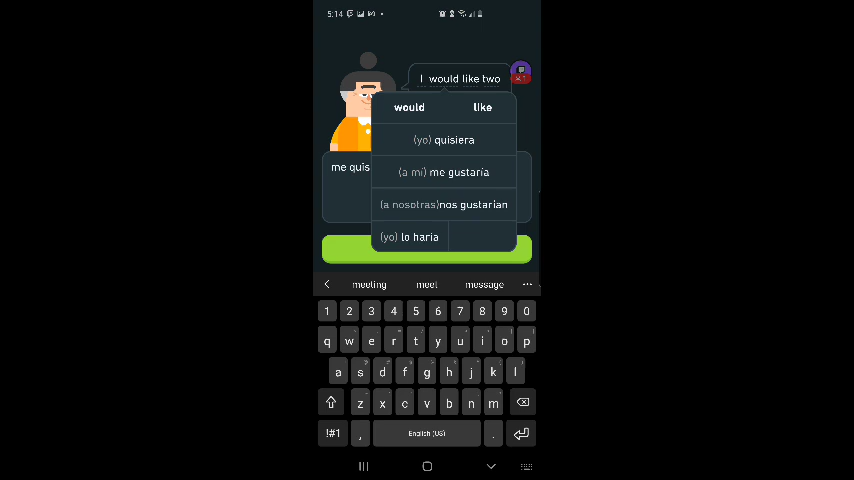 5:14
I would like two
would like
(yo) quisiera
(a mí) me gustaría
(a nosotras)nos gustarían
(yo) lo haría
me quis
meeting meet message
1 2 3 4 5 6 7 8 9 0
q w e r t y u i o p
a s d f g h j k l
z x c v b n m
!#1 , English (US) .